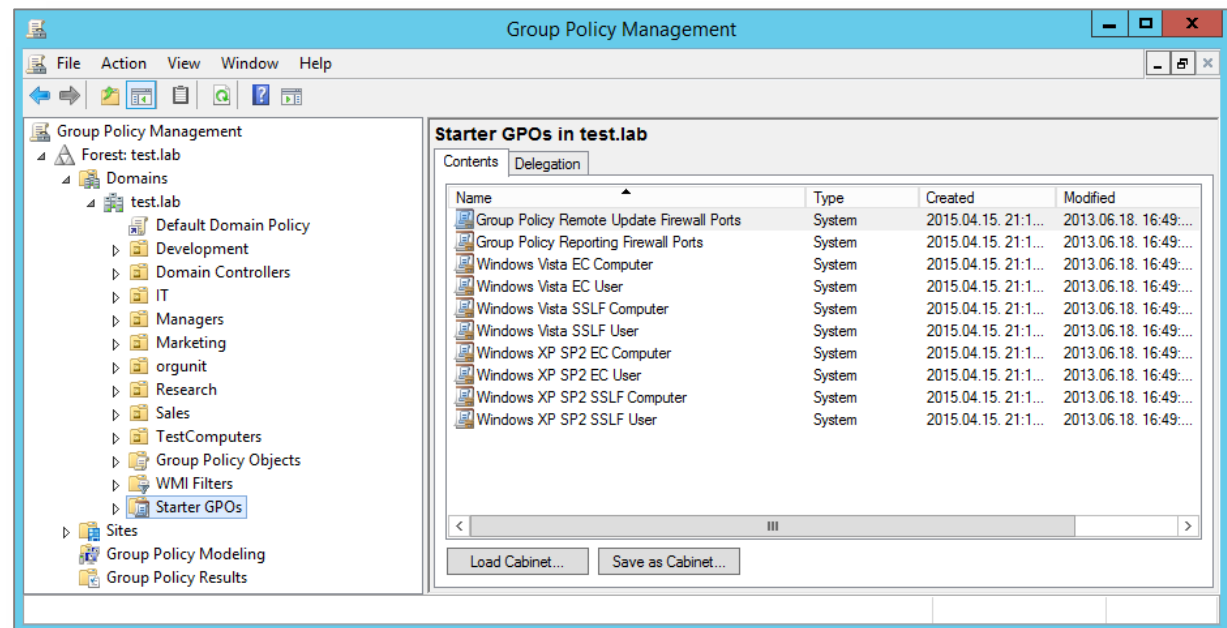 Group Policy Management
File Action View Window Help
Group Policy Management
Forest: test.lab
Domains
test.lab
Default Domain Policy
Development
Domain Controllers
IT
Managers
Marketing
orgunit
Research
Sales
TestComputers
Group Policy Objects
WMI Filters
Starter GPOs
Sites
Group Policy Modeling
Group Policy Results
Starter GPOs in test.lab
Contents Delegation
Name Type Created Modified
Group Policy Remote Update Firewall Ports System 2015.04.15. 21:1... 2013.06.18. 16:49:...
Group Policy Reporting Firewall Ports System 2015.04.15. 21:1... 2013.06.18. 16:49:...
Windows Vista EC Computer System 2015.04.15. 21:1... 2013.06.18. 16:49:...
Windows Vista EC User System 2015.04.15. 21:1... 2013.06.18. 16:49:...
Windows Vista SSLF Computer System 2015.04.15. 21:1... 2013.06.18. 16:49:...
Windows Vista SSLF User System 2015.04.15. 21:1... 2013.06.18. 16:49:...
Windows XP SP2 EC Computer System 2015.04.15. 21:1... 2013.06.18. 16:49:...
Windows XP SP2 EC User System 2015.04.15. 21:1... 2013.06.18. 16:49:...
Windows XP SP2 SSLF Computer System 2015.04.15. 21:1... 2013.06.18. 16:49:...
Windows XP SP2 SSLF User System 2015.04.15. 21:1... 2013.06.18. 16:49:...
Load Cabinet... Save as Cabinet...